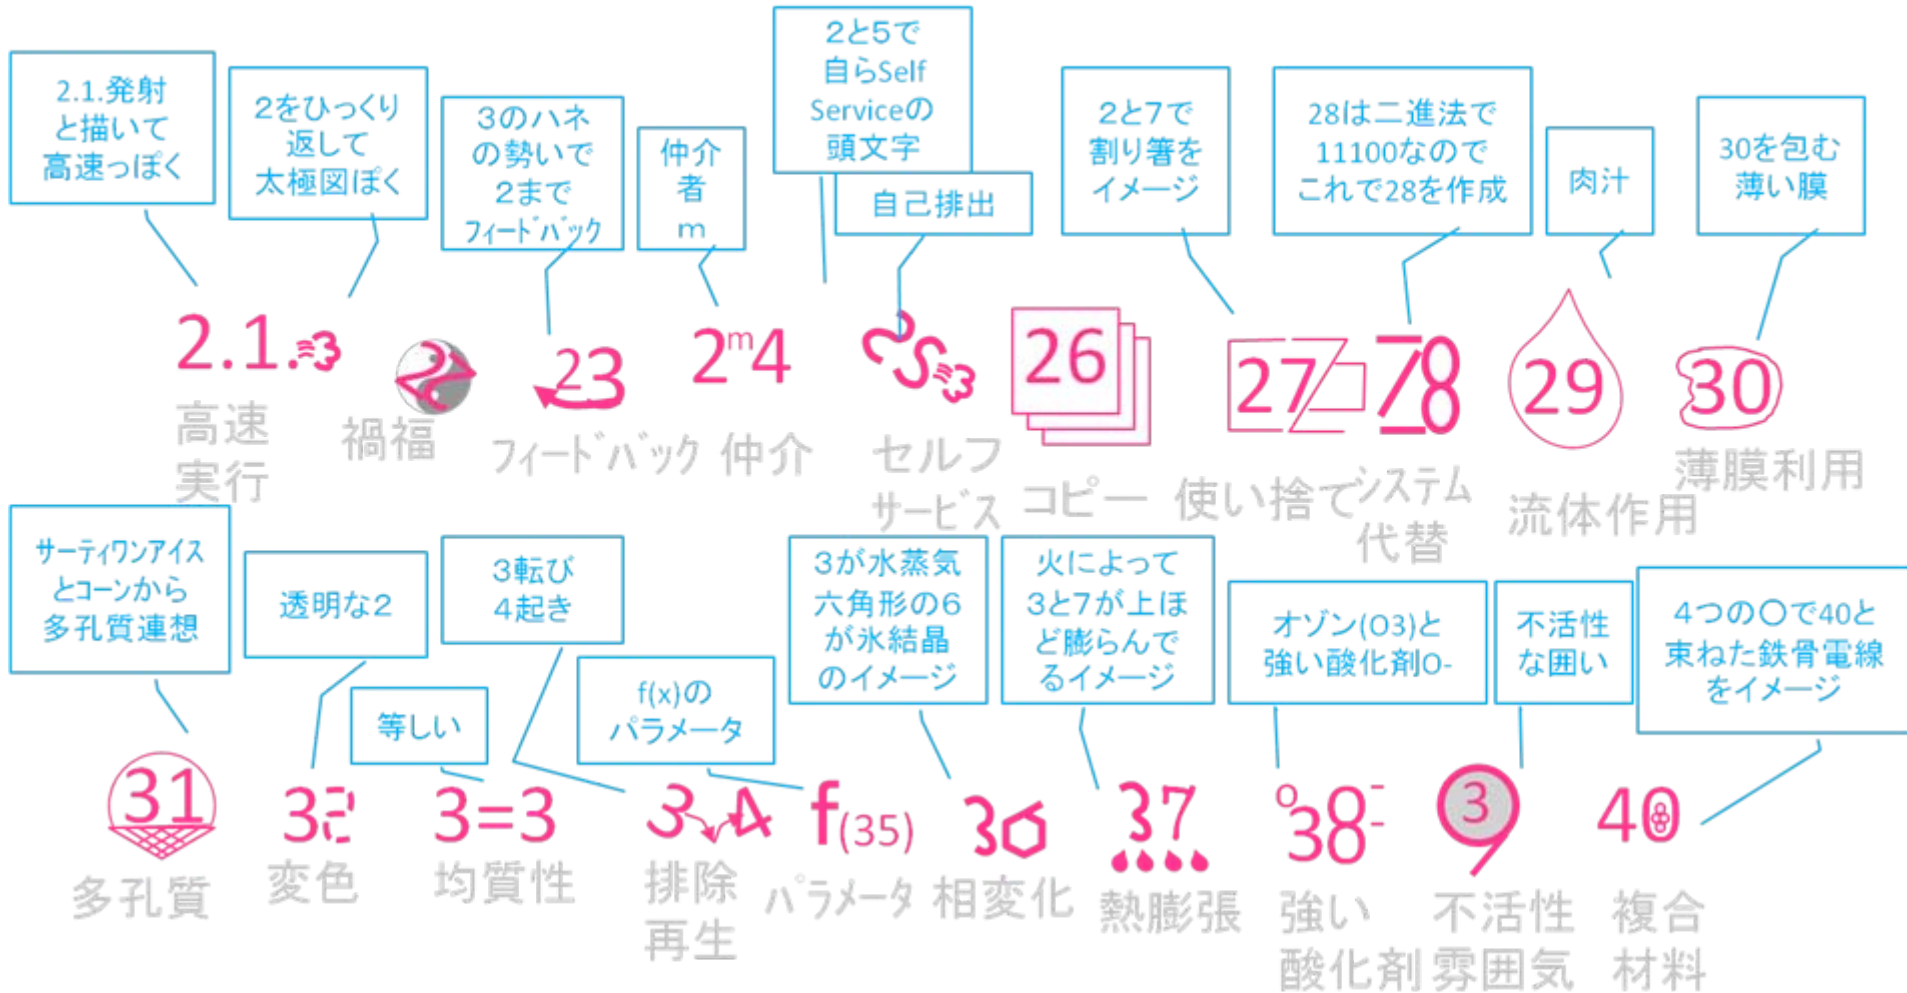 2.1.発射
と描いて
高速っぽく
2をひっくり
返して
太極図ぽく
3のハネ
の勢いで
2まで
フィードバック
仲介
者
m
2と5で
自らSelf
Serviceの
頭文字
自己排出
2と7で
割り箸を
イメージ
28は二進法で
11100なので
これで28を作成
肉汁
30を包む
薄い膜
2.1.
22
23
2m4
25
26
27
28
29
30
高速
実行
禍福
フィードバック
仲介
セルフ
サービス
コピー
使い捨て
システム
代替
流体作用
薄膜利用
サーティワンアイス
とコーンから
多孔質連想
透明な2
等しい
3転び
4起き
f(x)の
パラメータ
3が水蒸気
六角形の6
が氷結晶
のイメージ
火によって
3と7が上ほ
ど膨らんで
るイメージ
オゾン(O3)と
強い酸化剤O-
不活性
な囲い
4つの〇で40と
束ねた鉄骨電線
をイメージ
31
32
3=3
3 4
f(35)
36
37
O38--
39
40
多孔質
変色
均質性
排除
再生
パラメータ
相変化
熱膨張
強い
酸化剤
不活性
雰囲気
複合
材料